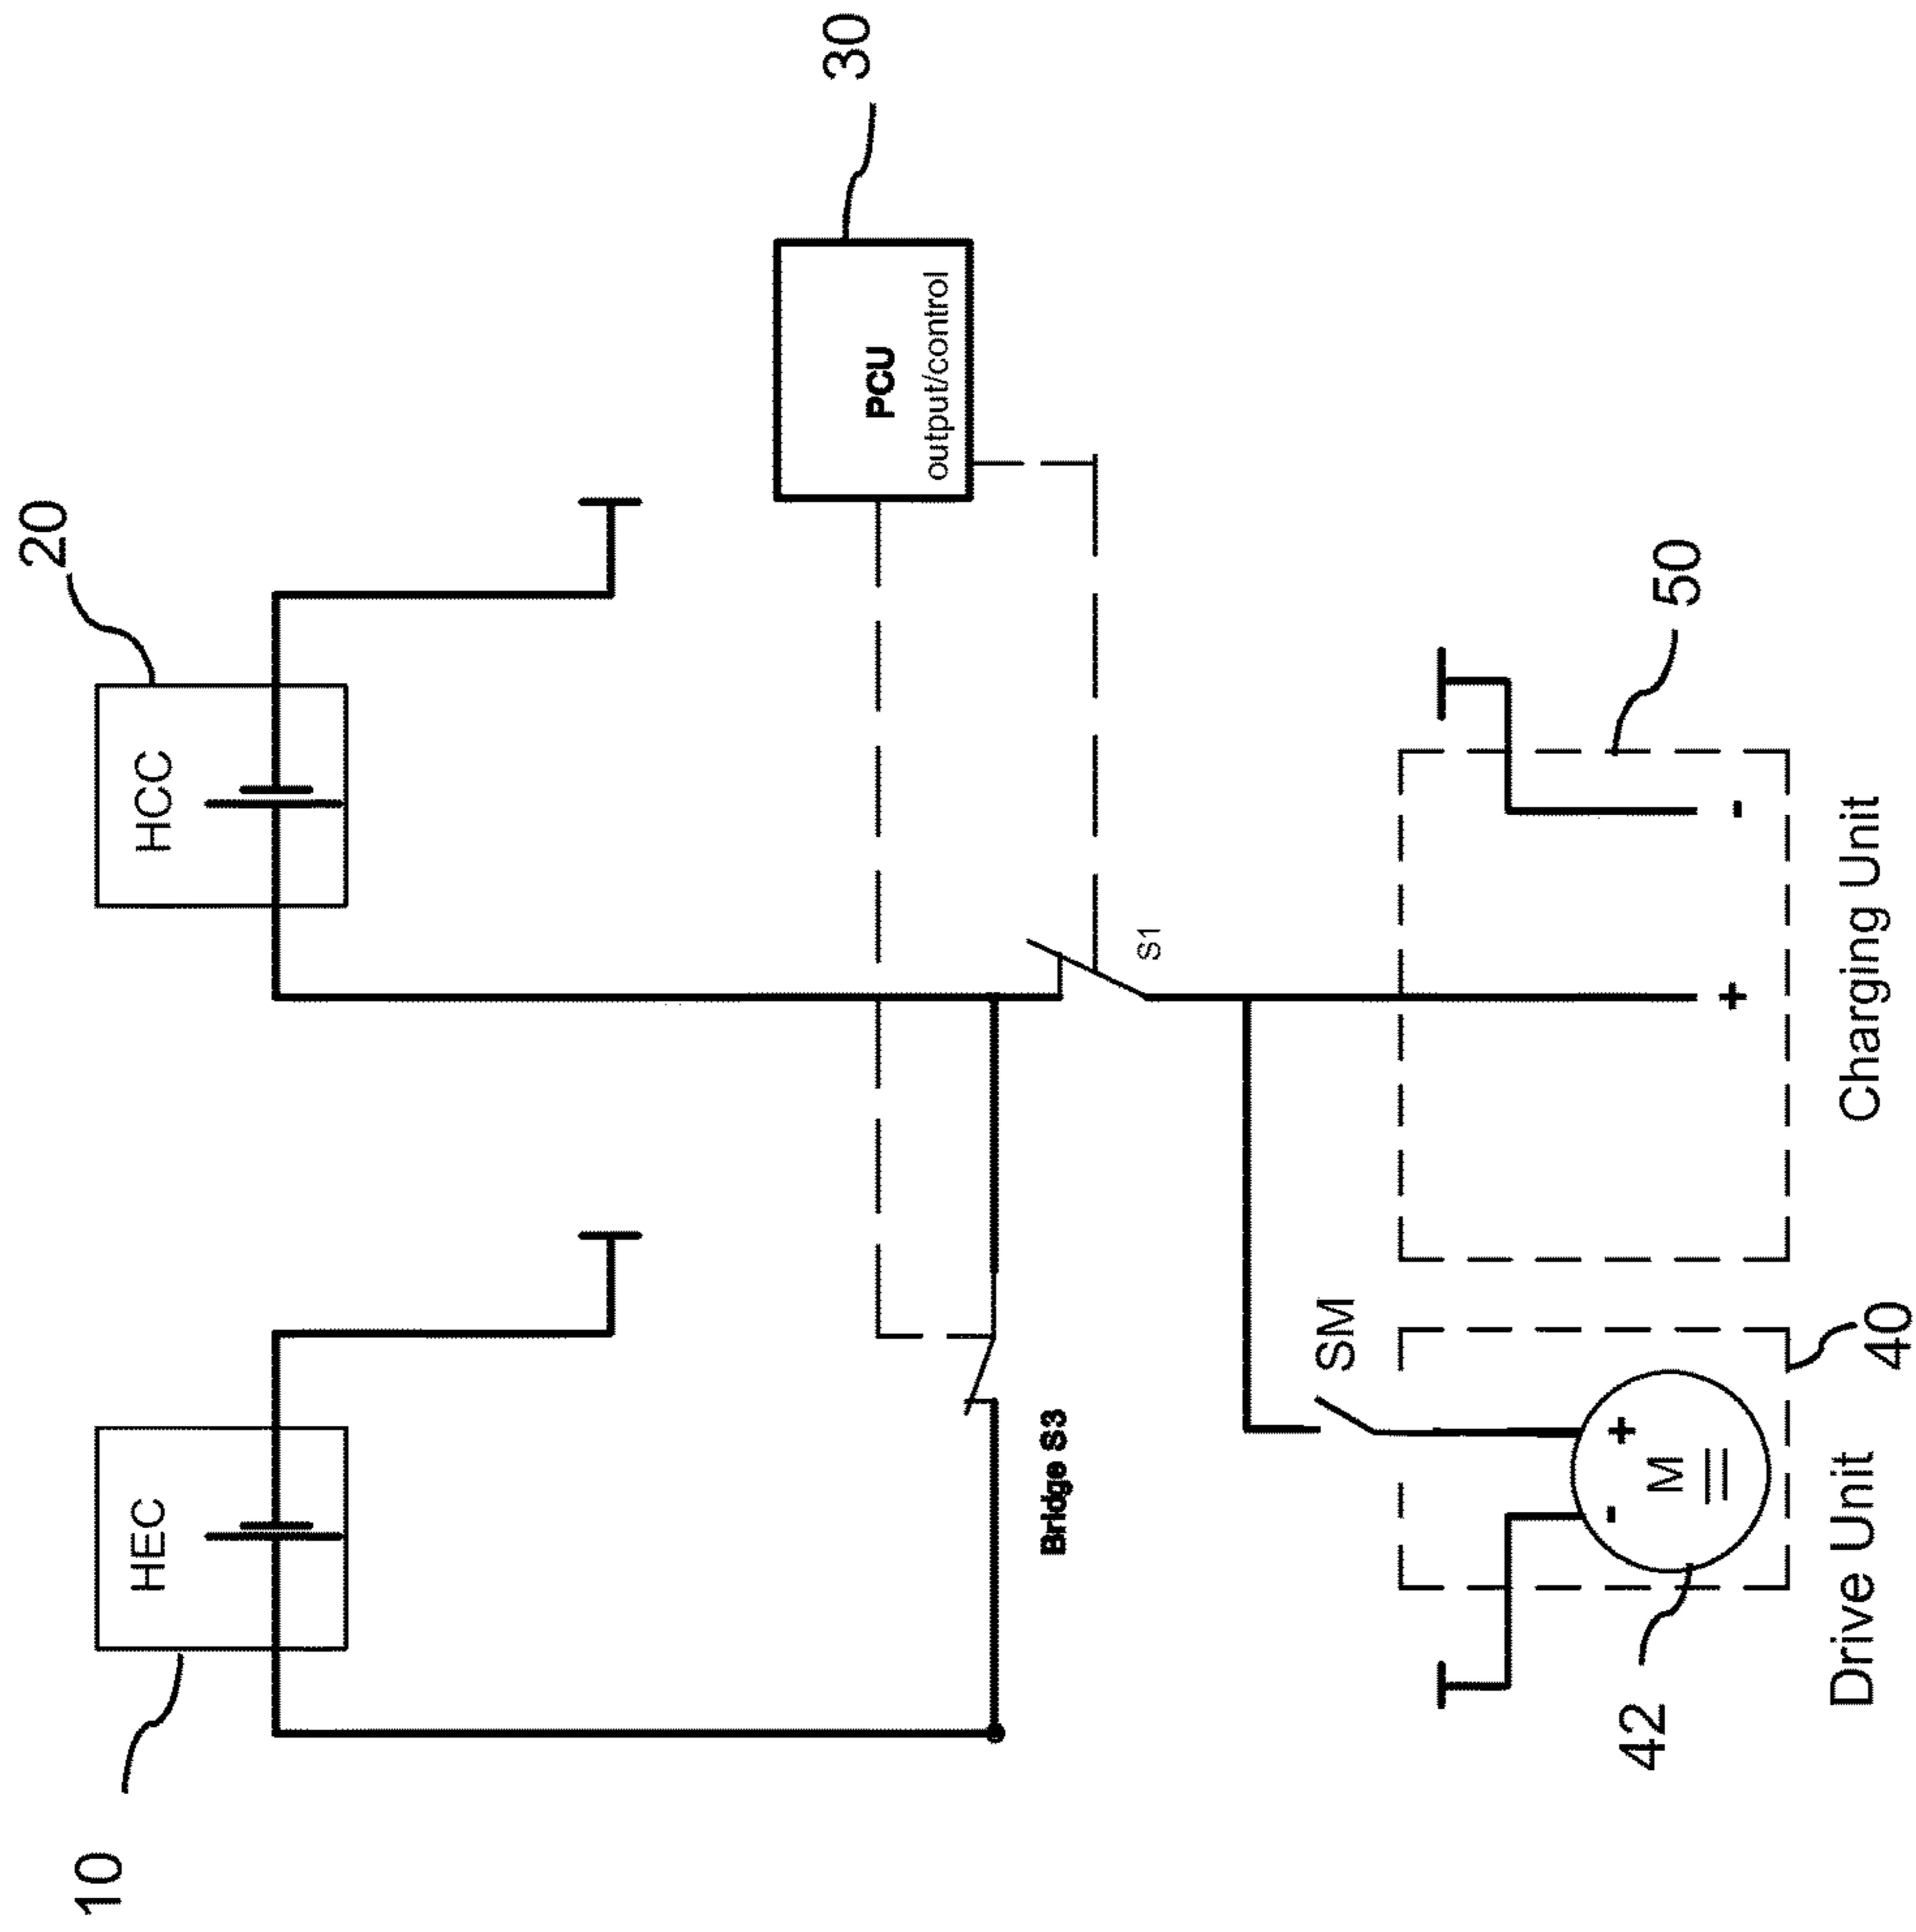 10
20
30
HEC
HCC
PCU
output/control
Bridge S3
S1
SM
50
- M +
+ -
42
40
Drive Unit
Charging Unit